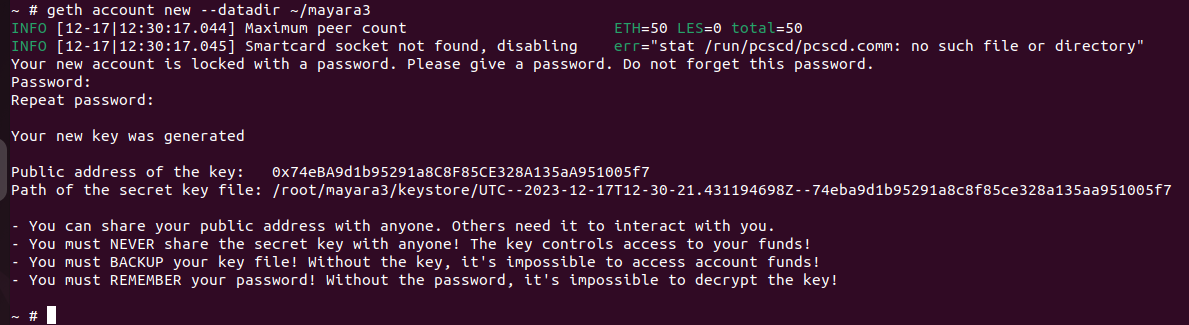 ~ # geth account new --datadir ~/mayara3
INFO [12-17|12:30:17.044] Maximum peer count                       ETH=50 LES=0 total=50
INFO [12-17|12:30:17.045] Smartcard socket not found, disabling    err="stat /run/pcscd/pcscd.comm: no such file or directory"
Your new account is locked with a password. Please give a password. Do not forget this password.
Password:
Repeat password:
Your new key was generated
Public address of the key:   0x74eBA9d1b95291a8C8F85CE328A135aA951005f7
Path of the secret key file: /root/mayara3/keystore/UTC--2023-12-17T12-30-21.431194698Z--74eba9d1b95291a8c8f85ce328a135aa951005f7
- You can share your public address with anyone. Others need it to interact with you.
- You must NEVER share the secret key with anyone! The key controls access to your funds!
- You must BACKUP your key file! Without the key, it's impossible to access account funds!
- You must REMEMBER your password! Without the password, it's impossible to decrypt the key!
~ #